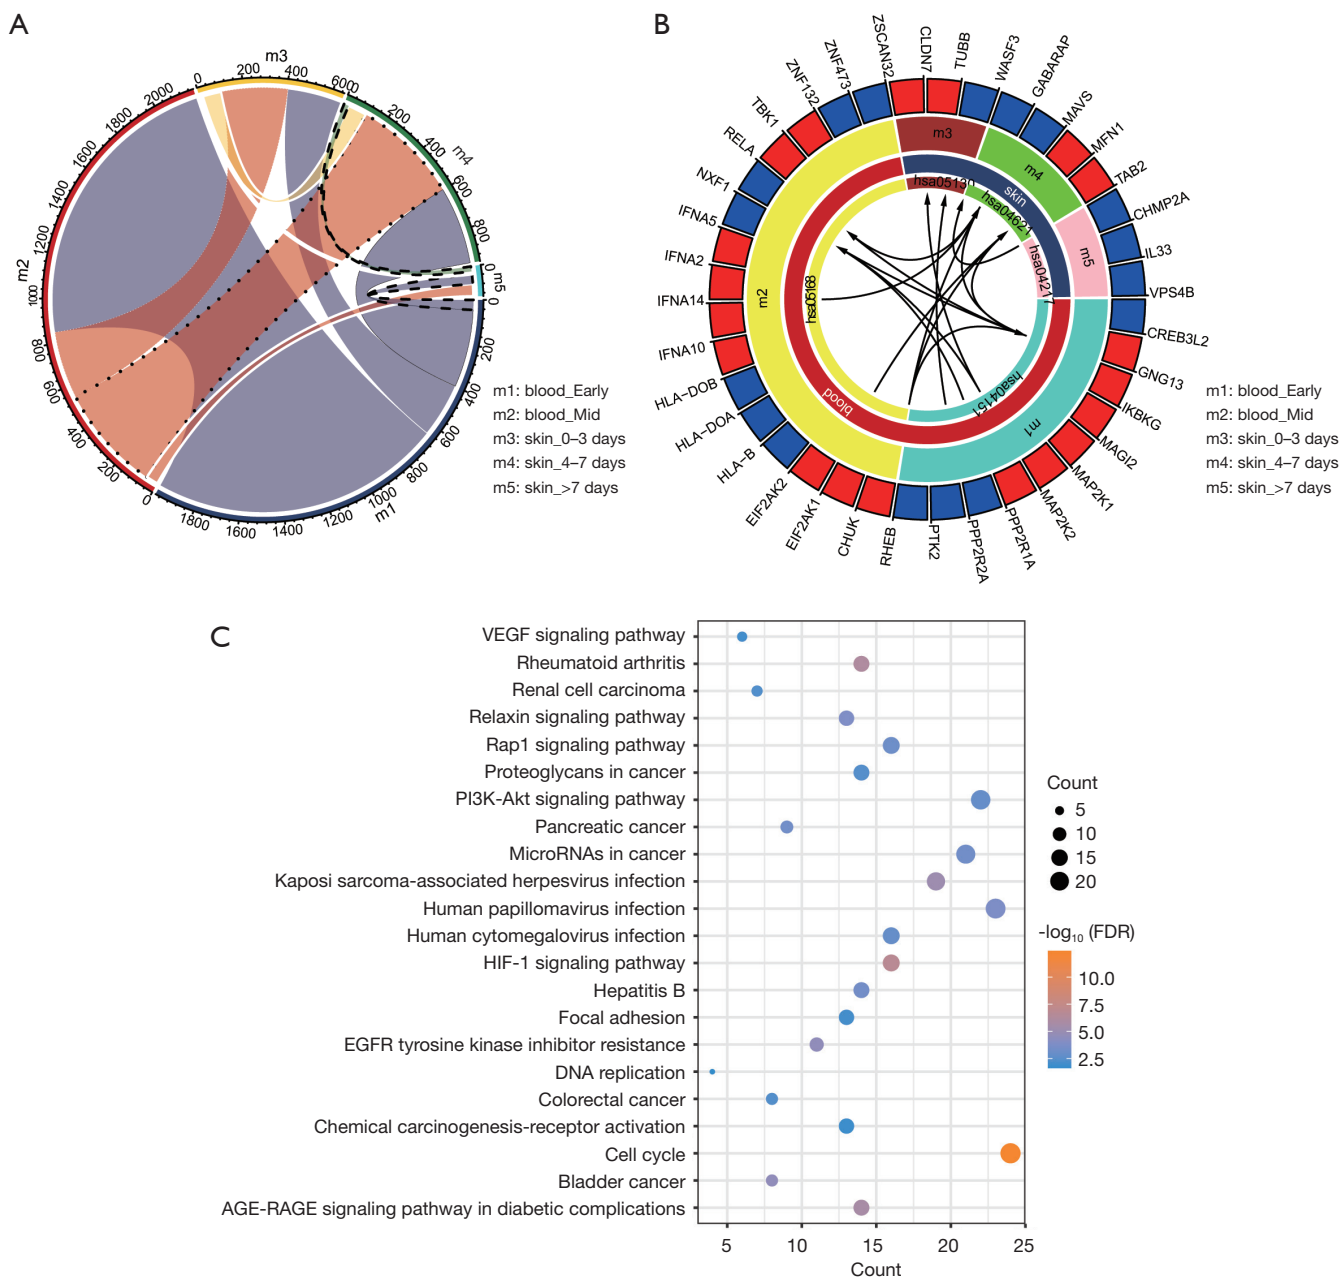 A
m3
0
200
400
600
0
200
400
m4
600
800
0
m5
0
200
400
600
800
1000
m1
1200
1400
1600
1800
0
200
400
600
800
1000
m2
1200
1400
1600
1800
2000
m1: blood_Early
m2: blood_Mid
m3: skin_0–3 days
m4: skin_4–7 days
m5: skin_>7 days
B
CLDN7
TUBB
WASF3
GABARAP
MAVS
MFN1
TAB2
CHMP2A
IL33
VPS4B
CREB3L2
GNG13
IKBKG
MAGI2
MAP2K1
MAP2K2
PPP2R1A
PPP2R2A
PTK2
RHEB
CHUK
EIF2AK1
EIF2AK2
HLA−B
HLA−DOA
HLA−DOB
IFNA10
IFNA14
IFNA2
IFNA5
NXF1
RELA
TBK1
ZNF132
ZNF473
ZSCAN32
m3
m4
m5
m1
m2
skin
blood
hsa05130
hsa04621
hsa04217
hsa04151
hsa05168
m1: blood_Early
m2: blood_Mid
m3: skin_0–3 days
m4: skin_4–7 days
m5: skin_>7 days
C
VEGF signaling pathway
Rheumatoid arthritis
Renal cell carcinoma
Relaxin signaling pathway
Rap1 signaling pathway
Proteoglycans in cancer
PI3K-Akt signaling pathway
Pancreatic cancer
MicroRNAs in cancer
Kaposi sarcoma-associated herpesvirus infection
Human papillomavirus infection
Human cytomegalovirus infection
HIF-1 signaling pathway
Hepatitis B
Focal adhesion
EGFR tyrosine kinase inhibitor resistance
DNA replication
Colorectal cancer
Chemical carcinogenesis-receptor activation
Cell cycle
Bladder cancer
AGE-RAGE signaling pathway in diabetic complications
5 10 15 20 25
Count
Count
5
10
15
20
-log₁₀ (FDR)
10.0
7.5
5.0
2.5